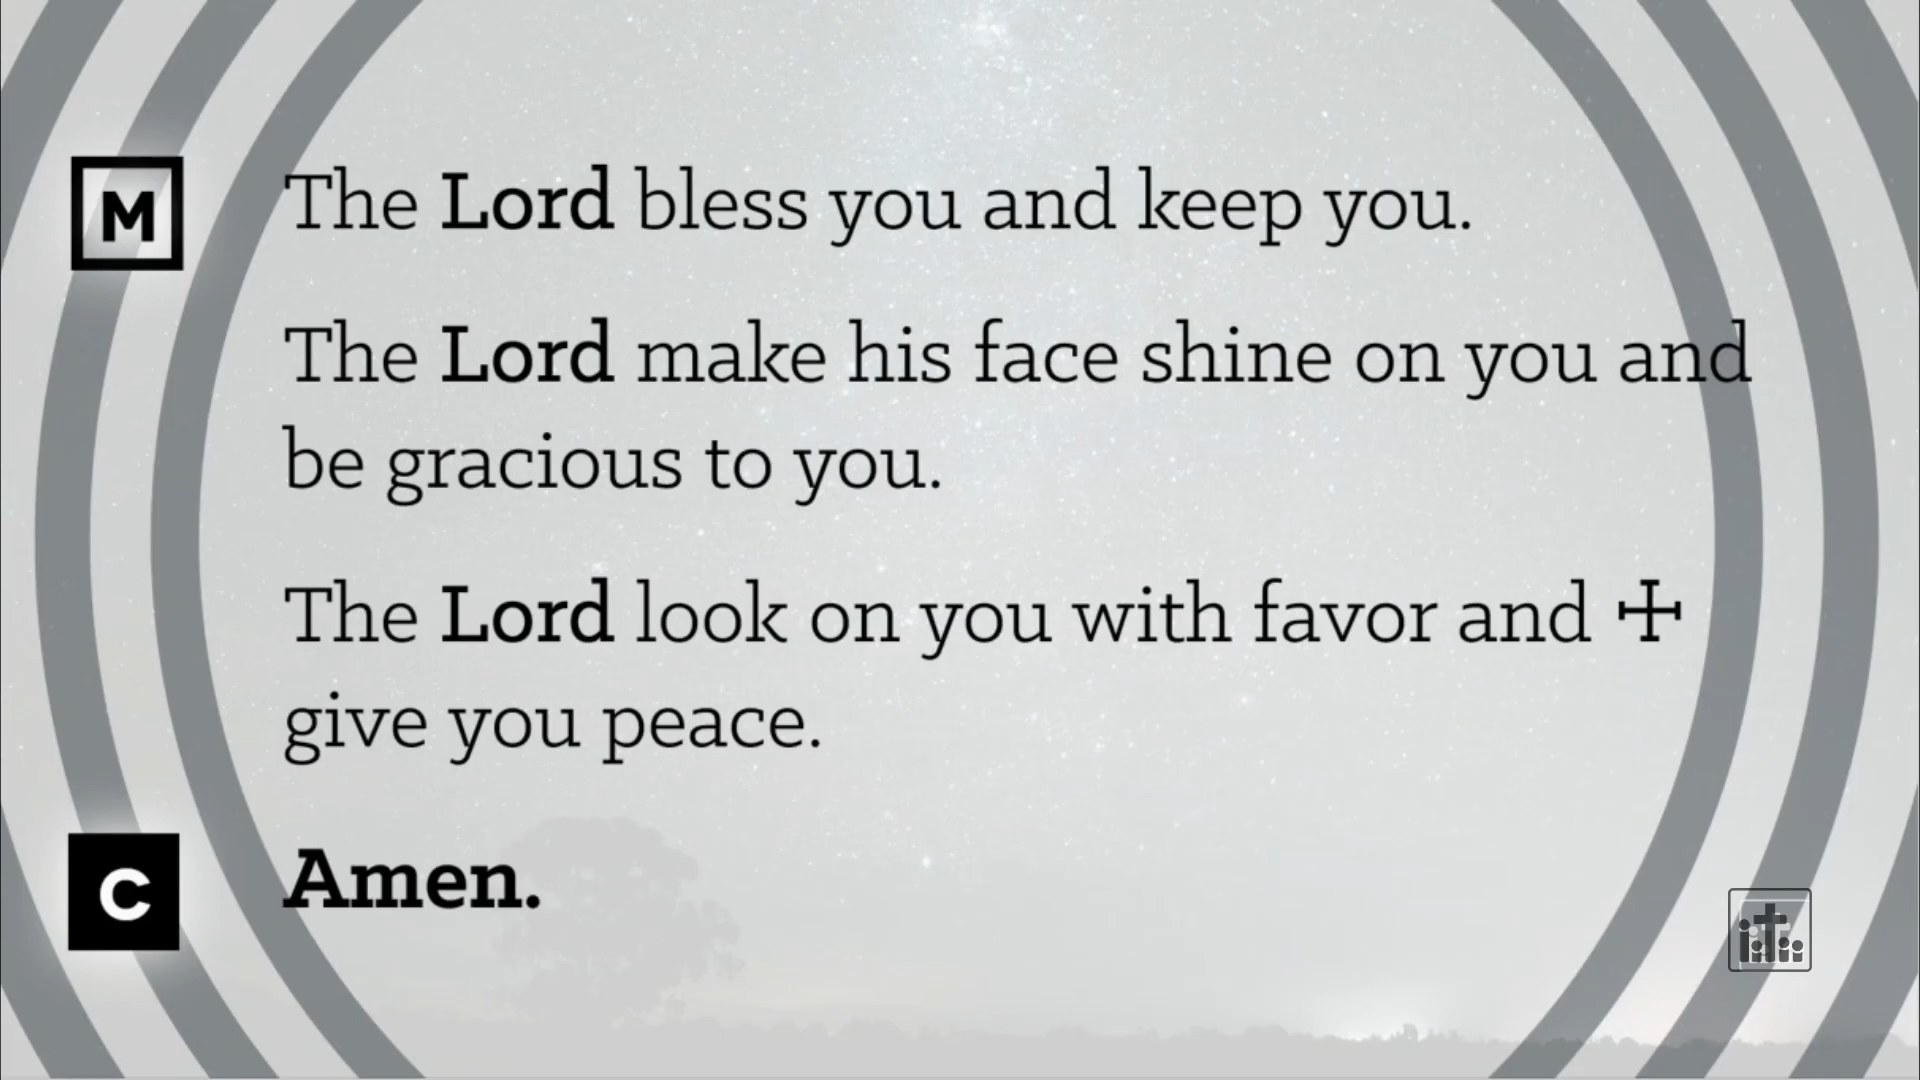 M The Lord bless you and keep you.
The Lord make his face shine on you and
be gracious to you.
The Lord look on you with favor and ☩
give you peace.
C Amen.